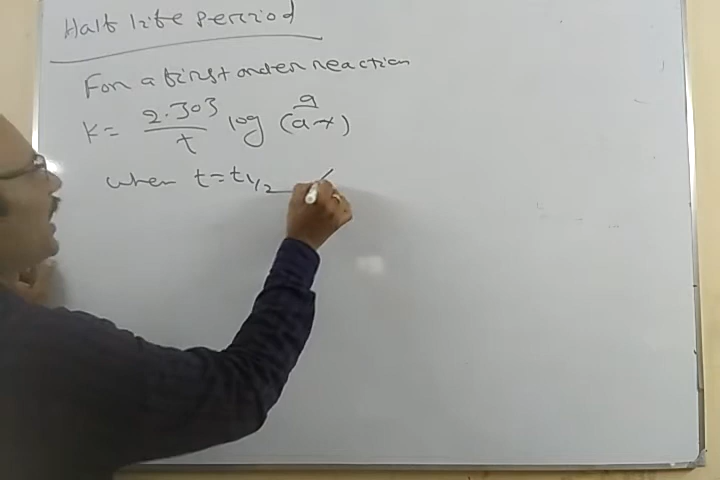 Half life period
For a first order reaction
K = 2.303/t log a/(a-x)
when t = t1/2